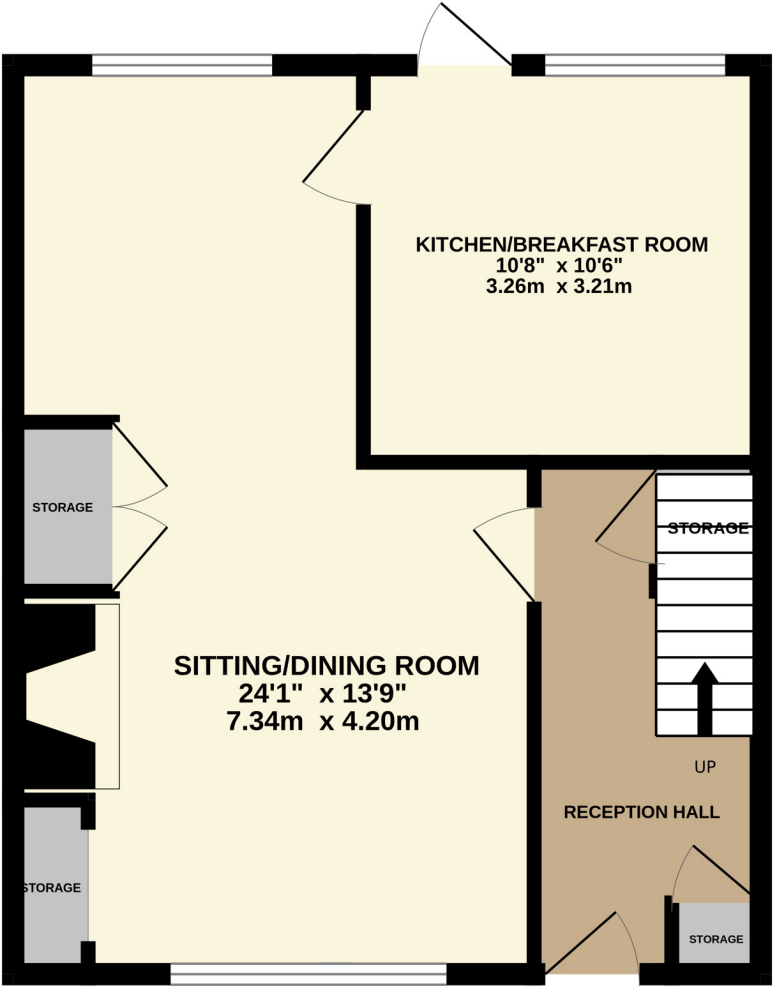 KITCHEN/BREAKFAST ROOM
10'8" x 10'6"
3.26m x 3.21m
STORAGE
STORAGE
SITTING/DINING ROOM
24'1" x 13'9"
7.34m x 4.20m
UP
RECEPTION HALL
STORAGE
STORAGE